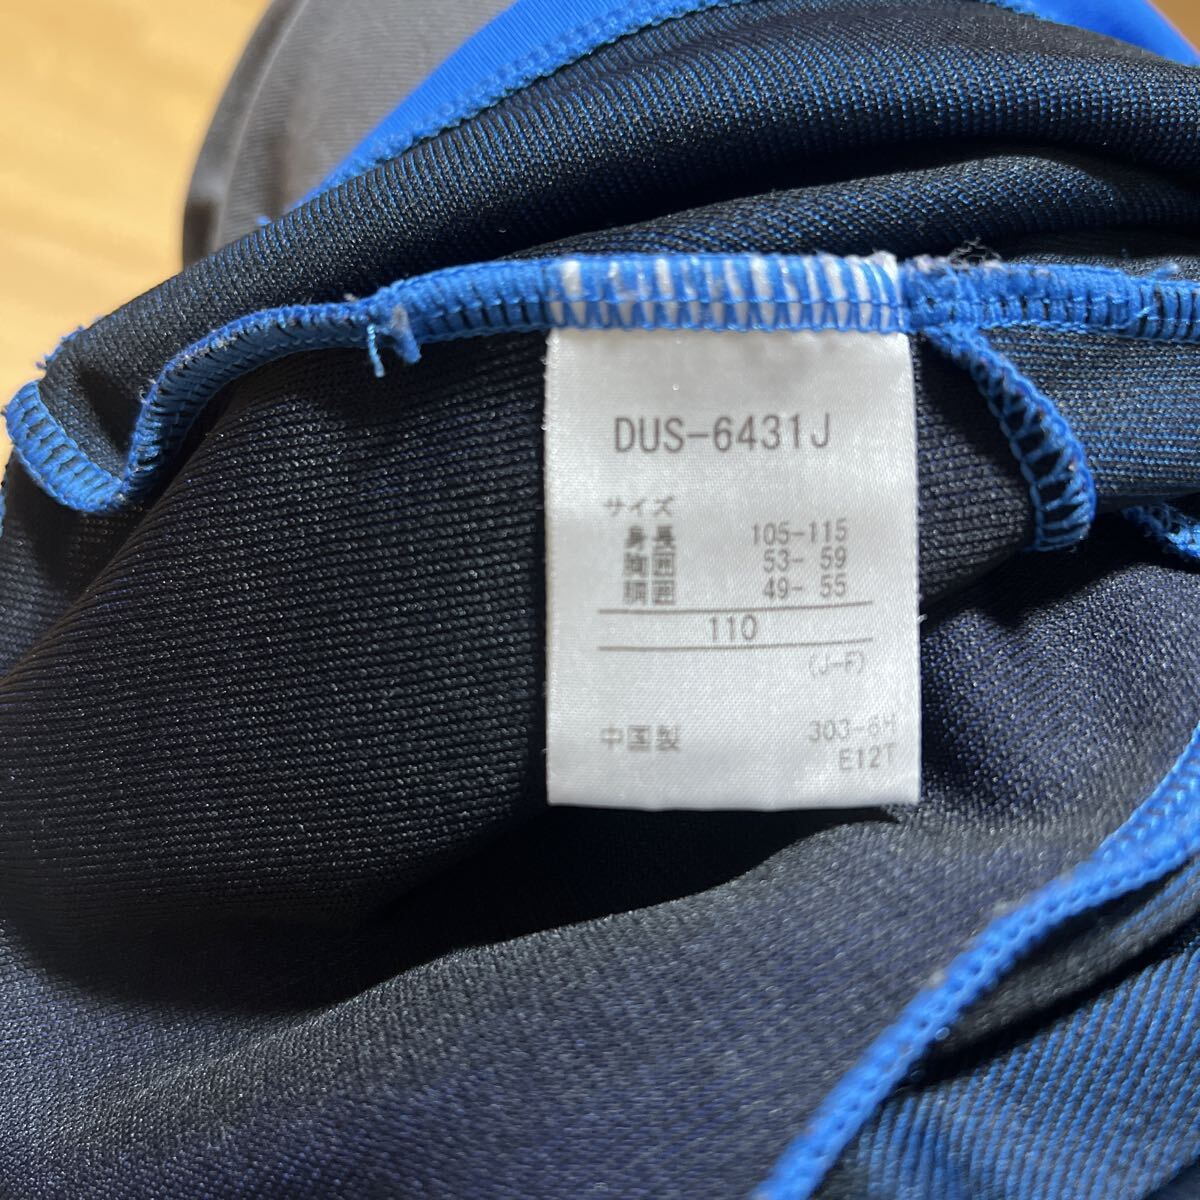 DUS-6431J
サイズ
身長 105-115
胸囲 53- 59
胴囲 49- 55
110
(J-F)
中国製 303-6H
E12T